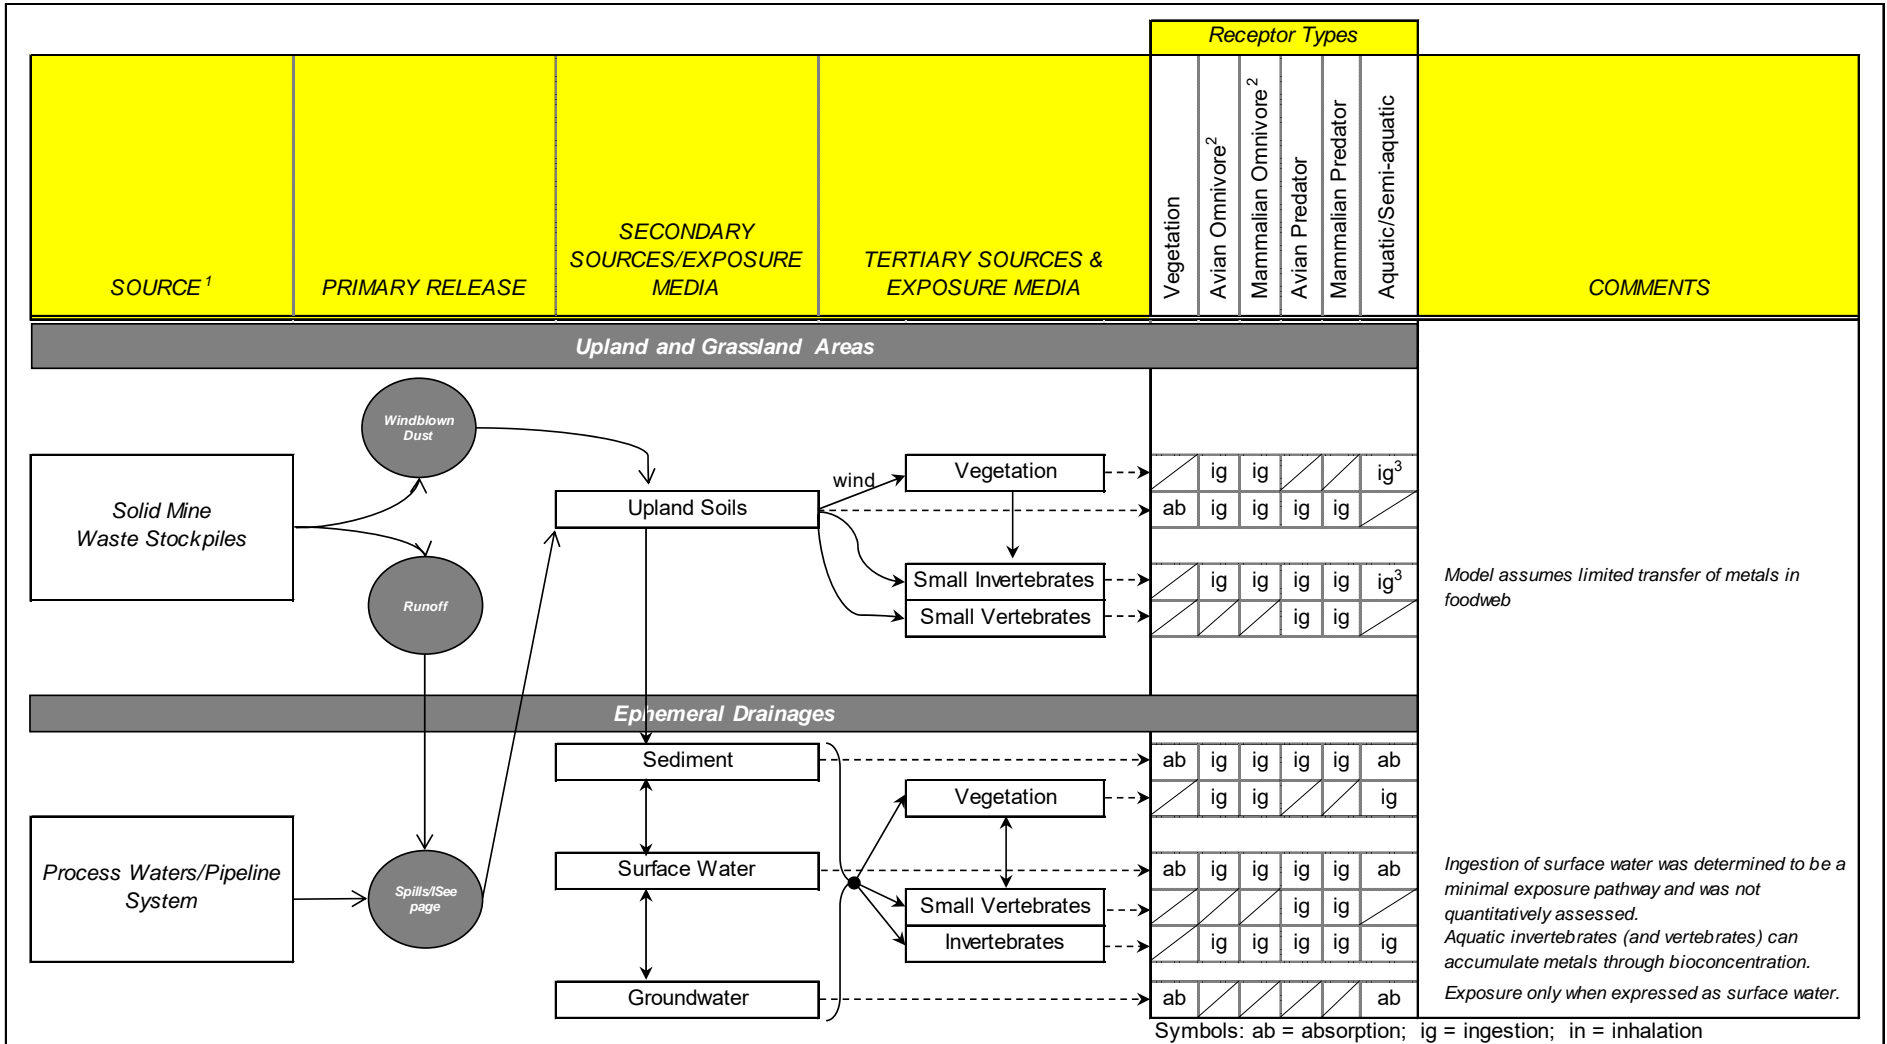 Receptor Types
SOURCE¹
PRIMARY RELEASE
SECONDARY
SOURCES/EXPOSURE
MEDIA
TERTIARY SOURCES &
EXPOSURE MEDIA
Vegetation
Avian Omnivore²
Mammalian Omnivore²
Avian Predator
Mammalian Predator
Aquatic/Semi-aquatic
COMMENTS
Upland and Grassland Areas
Windblown
Dust
Solid Mine
Waste Stockpiles
Runoff
Upland Soils
wind
Vegetation
ig ig ig³
ab ig ig ig ig
Small Invertebrates
ig ig ig ig ig³
Small Vertebrates
ig ig
Model assumes limited transfer of metals in
foodweb
Ephemeral Drainages
Sediment
ab ig ig ig ig ab
Vegetation
ig ig ig
Process Waters/Pipeline
System
Spills/ISee
page
Surface Water
ab ig ig ig ig ab
Ingestion of surface water was determined to be a
minimal exposure pathway and was not
quantitatively assessed.
Small Vertebrates
ig ig
Invertebrates
ig ig ig ig ig
Aquatic invertebrates (and vertebrates) can
accumulate metals through bioconcentration.
Groundwater
ab ab
Exposure only when expressed as surface water.
Symbols: ab = absorption; ig = ingestion; in = inhalation